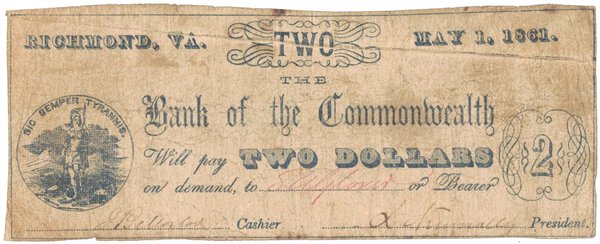 RICHMOND, VA. TWO MAY 1, 1861.
THE
SIC SEMPER TYRANNIS.
Bank of the Commonwealth
Will pay TWO DOLLARS 2
on demand, to or Bearer
Cashier President.